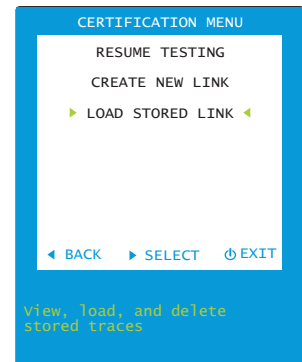 CERTIFICATION MENU
RESUME TESTING
CREATE NEW LINK
LOAD STORED LINK
BACK SELECT EXIT
View, load, and delete
stored traces